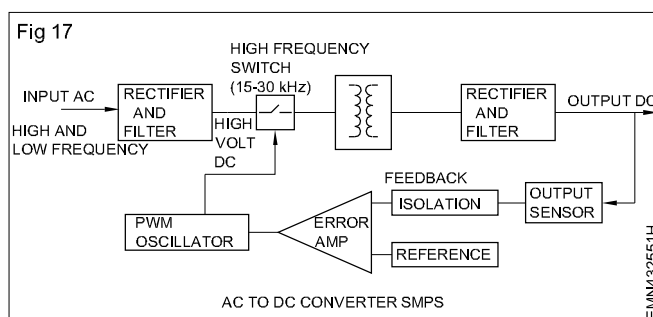 Fig 17
HIGH FREQUENCY
SWITCH
(15-30 kHz)
INPUT AC
HIGH AND
LOW FREQUENCY
RECTIFIER
AND
FILTER
HIGH
VOLT
DC
RECTIFIER
AND
FILTER
OUTPUT DC
FEEDBACK
ISOLATION
OUTPUT
SENSOR
PWM
OSCILLATOR
ERROR
AMP
REFERENCE
AC TO DC CONVERTER SMPS
EMN432551H